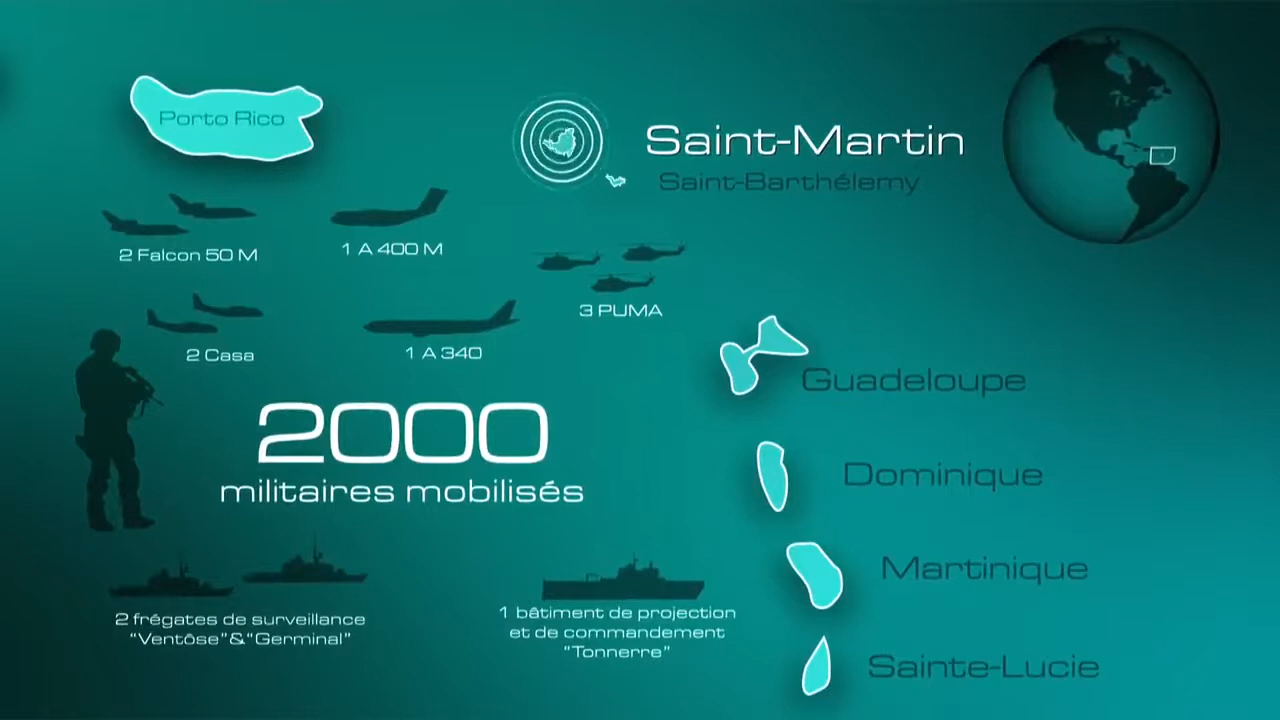 Porto Rico
Saint-Martin
Saint-Barthélemy
2 Falcon 50 M
1 A 400 M
3 PUMA
2 Casa
1 A 340
Guadeloupe
2000
militaires mobilisés
Dominique
Martinique
2 frégates de surveillance
"Ventôse"&"Germinal"
1 bâtiment de projection
et de commandement
"Tonnerre"
Sainte-Lucie